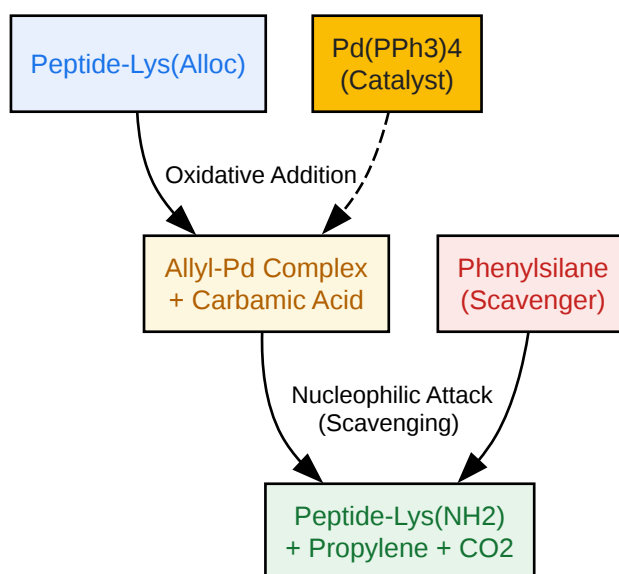 Peptide-Lys(Alloc)
Pd(PPh3)4
(Catalyst)
Oxidative Addition
Allyl-Pd Complex
+ Carbamic Acid
Phenylsilane
(Scavenger)
Nucleophilic Attack
(Scavenging)
Peptide-Lys(NH2)
+ Propylene + CO2